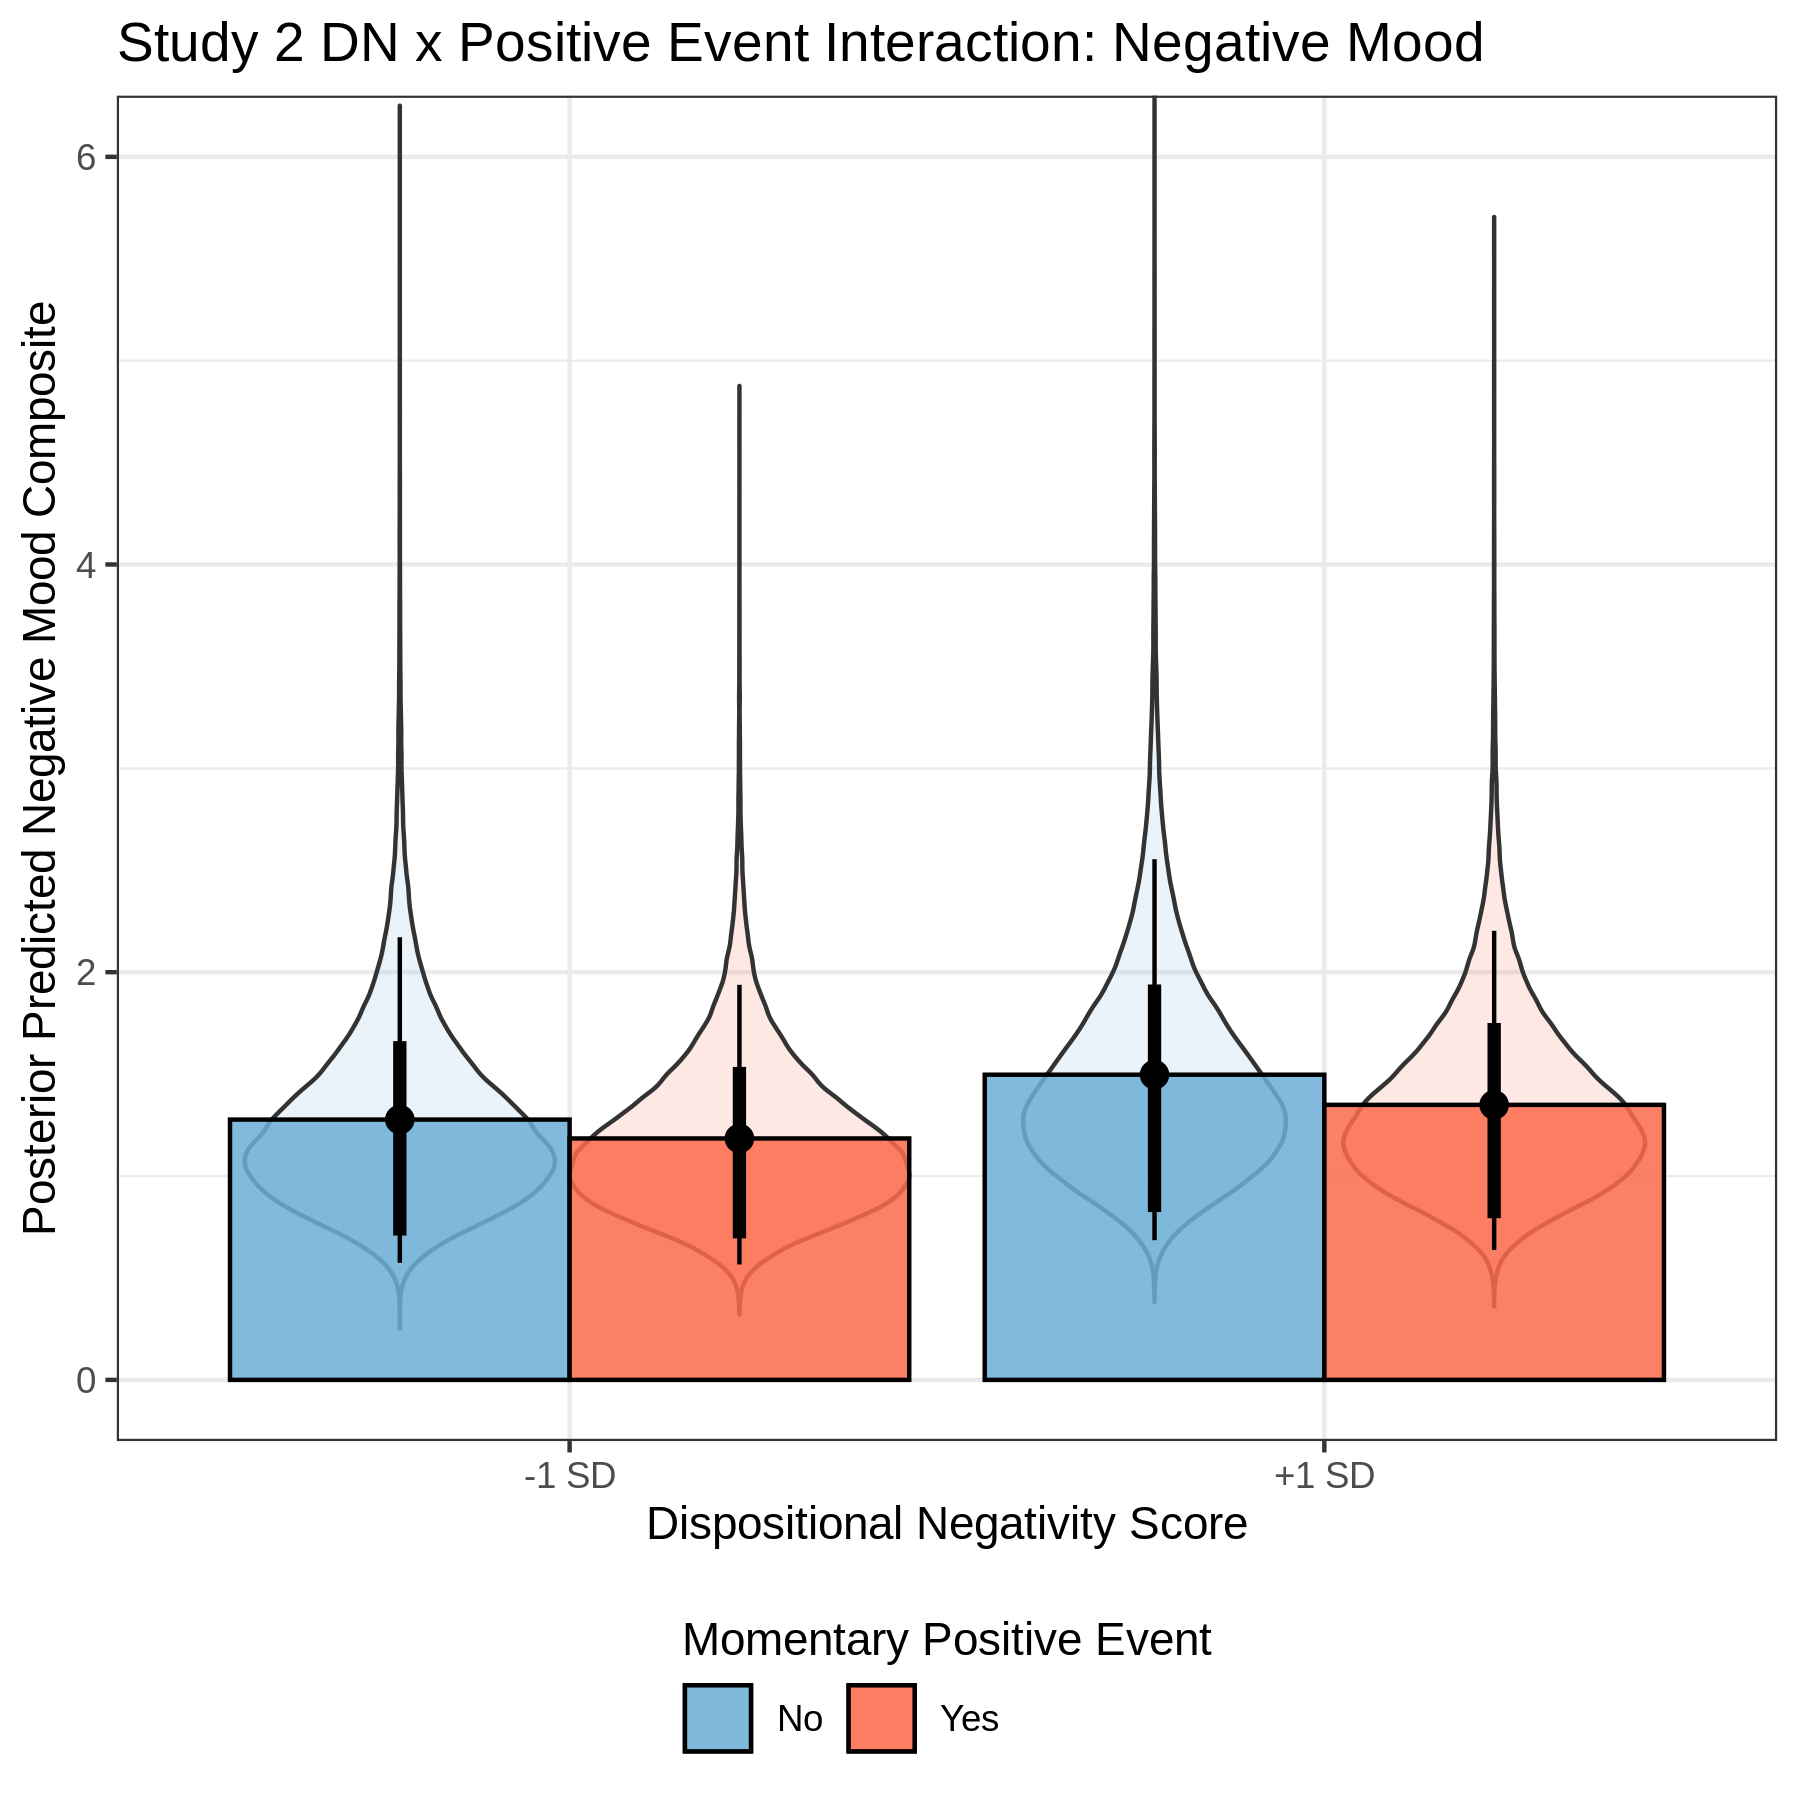 Study 2 DN x Positive Event Interaction: Negative Mood
Posterior Predicted Negative Mood Composite
6
4
2
0
-1 SD
+1 SD
Dispositional Negativity Score
Momentary Positive Event
No
Yes